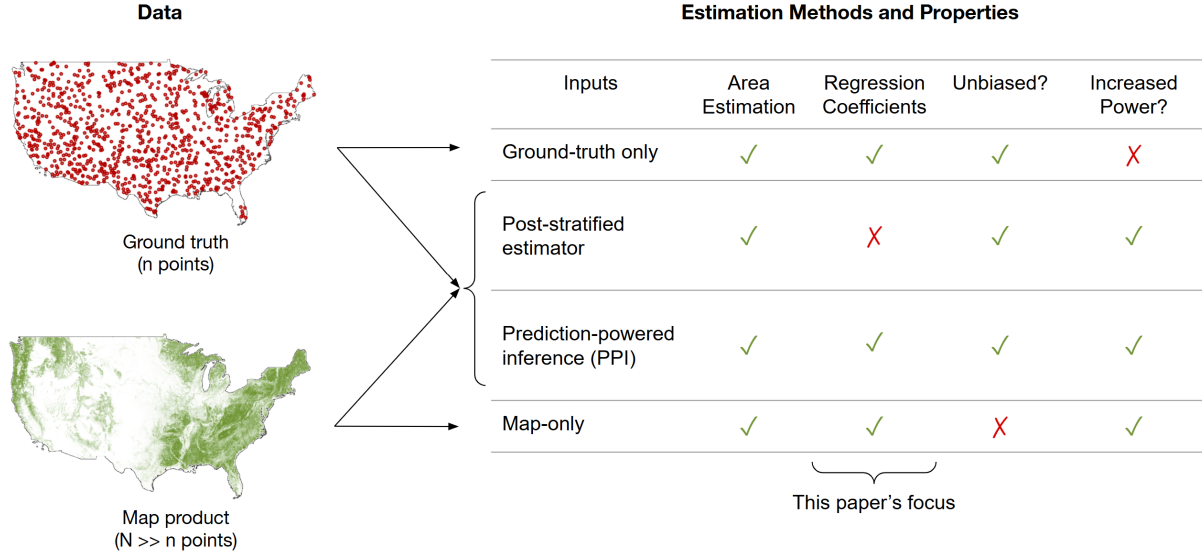 Data
Ground truth
(n points)
Map product
(N >> n points)
Estimation Methods and Properties
Inputs
Area
Estimation
Regression
Coefficients
Unbiased?
Increased
Power?
Ground-truth only
Post-stratified
estimator
Prediction-powered
inference (PPI)
Map-only
This paper's focus